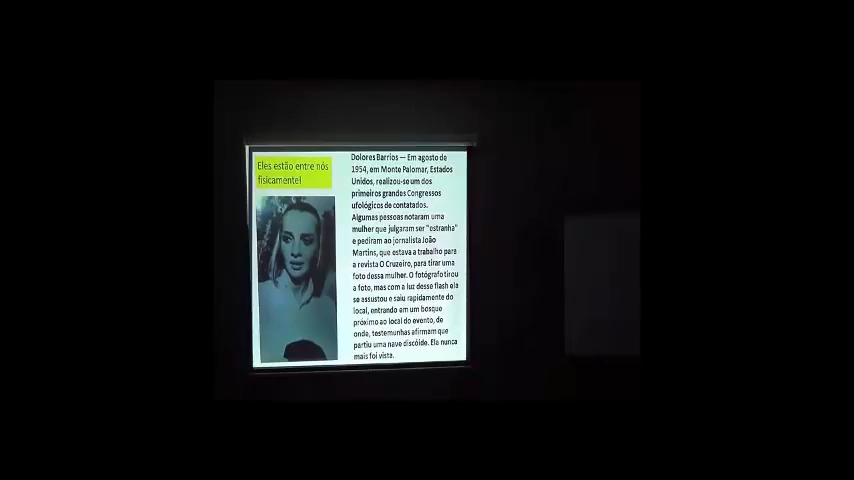 Eles estão entre nós
fisicamente!
Dolores Barrios — Em agosto de
1954, em Monte Palomar, Estados
Unidos, realizou-se um dos
primeiros grandes Congressos
ufológicos de contatados.
Algumas pessoas notaram uma
mulher que julgaram ser "estranha"
e pediram ao jornalista João
Martins, que estava a trabalho para
a revista O Cruzeiro, para tirar uma
foto dessa mulher. O fotógrafo tirou
a foto, mas com a luz desse flash ela
se assustou e saiu rapidamente do
local, entrando em um bosque
próximo ao local do evento, de
onde, testemunhas afirmam que
partiu uma nave discóide. Ela nunca
mais foi vista.